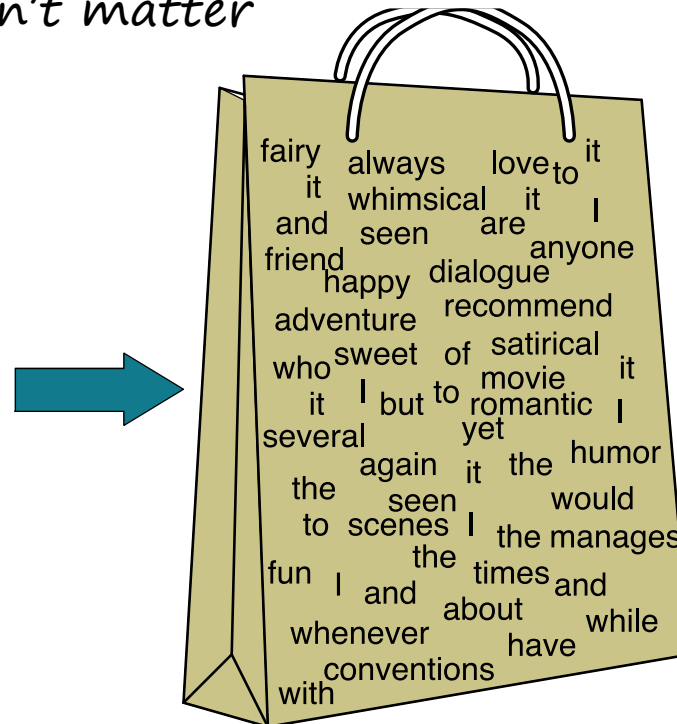 n't matter
fairy always love to it
it whimsical it I
and seen are
friend anyone
happy dialogue
adventure recommend
who sweet of satirical
it I but to movie it
romantic I
several yet
again it the humor
the seen would
to scenes I the manages
fun the times and
I and about while
whenever have
conventions
with